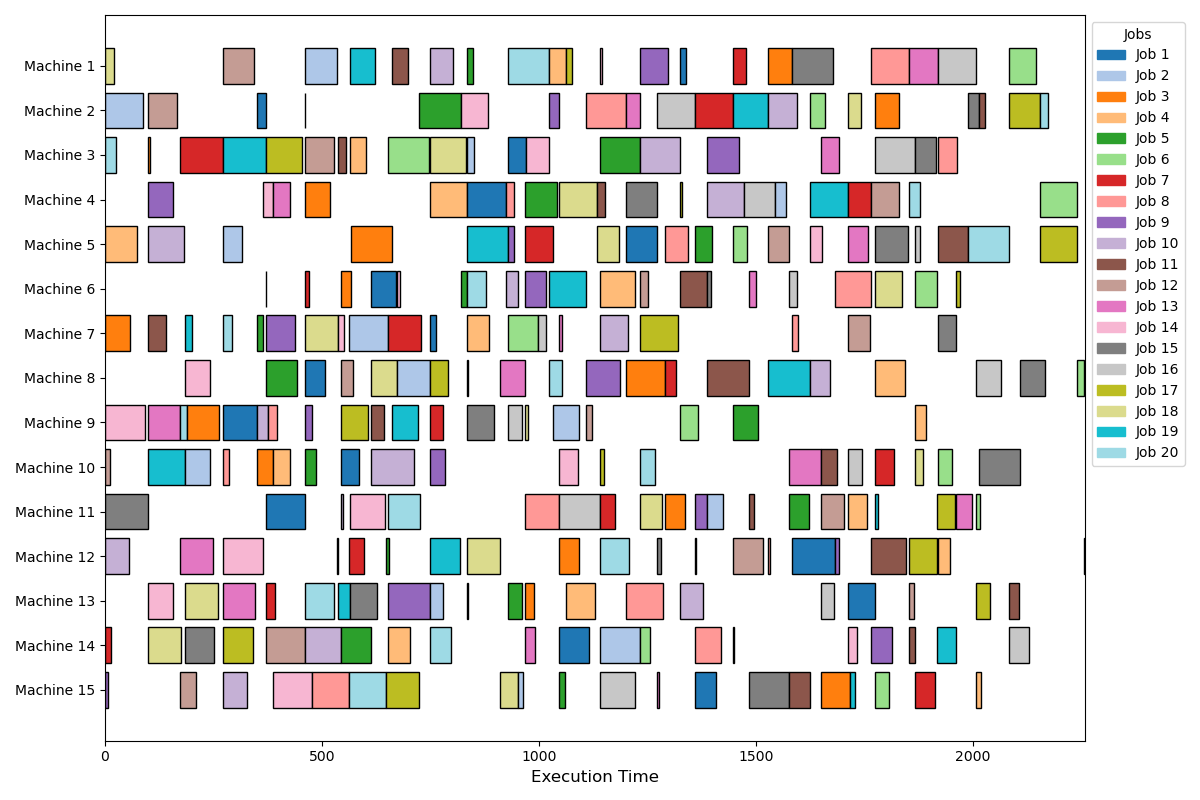 Machine 1
Machine 2
Machine 3
Machine 4
Machine 5
Machine 6
Machine 7
Machine 8
Machine 9
Machine 10
Machine 11
Machine 12
Machine 13
Machine 14
Machine 15
0 500 1000 1500 2000
Execution Time
Jobs
Job 1
Job 2
Job 3
Job 4
Job 5
Job 6
Job 7
Job 8
Job 9
Job 10
Job 11
Job 12
Job 13
Job 14
Job 15
Job 16
Job 17
Job 18
Job 19
Job 20